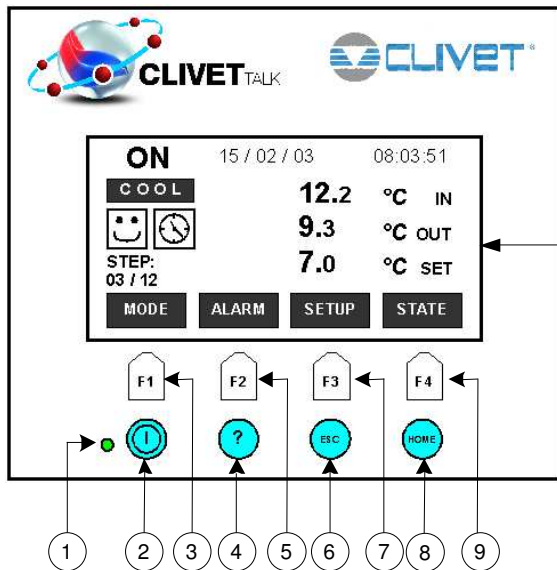 CLIVET TALK CLIVET®
ON 15 / 02 / 03 08:03:51
COOL 12.2 °C IN
9.3 °C OUT
STEP: 7.0 °C SET
03 / 12
MODE ALARM SETUP STATE
F1 F2 F3 F4
? ESC HOME
1 2 3 4 5 6 7 8 9